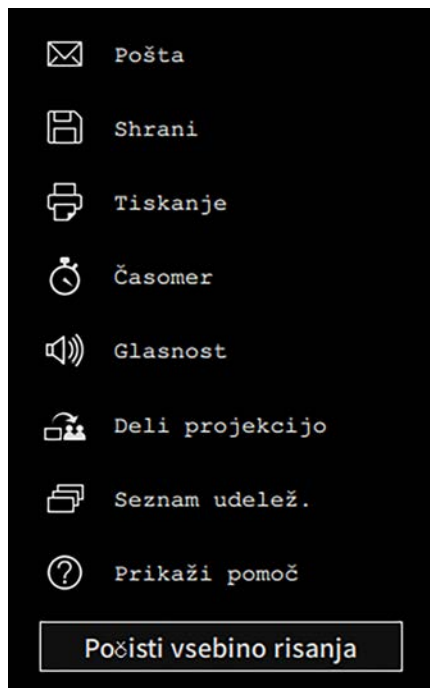 Pošta
Shrani
Tiskanje
Časomer
Glasnost
Deli projekcijo
Seznam udelež.
Prikaži pomoč
Počisti vsebino risanja